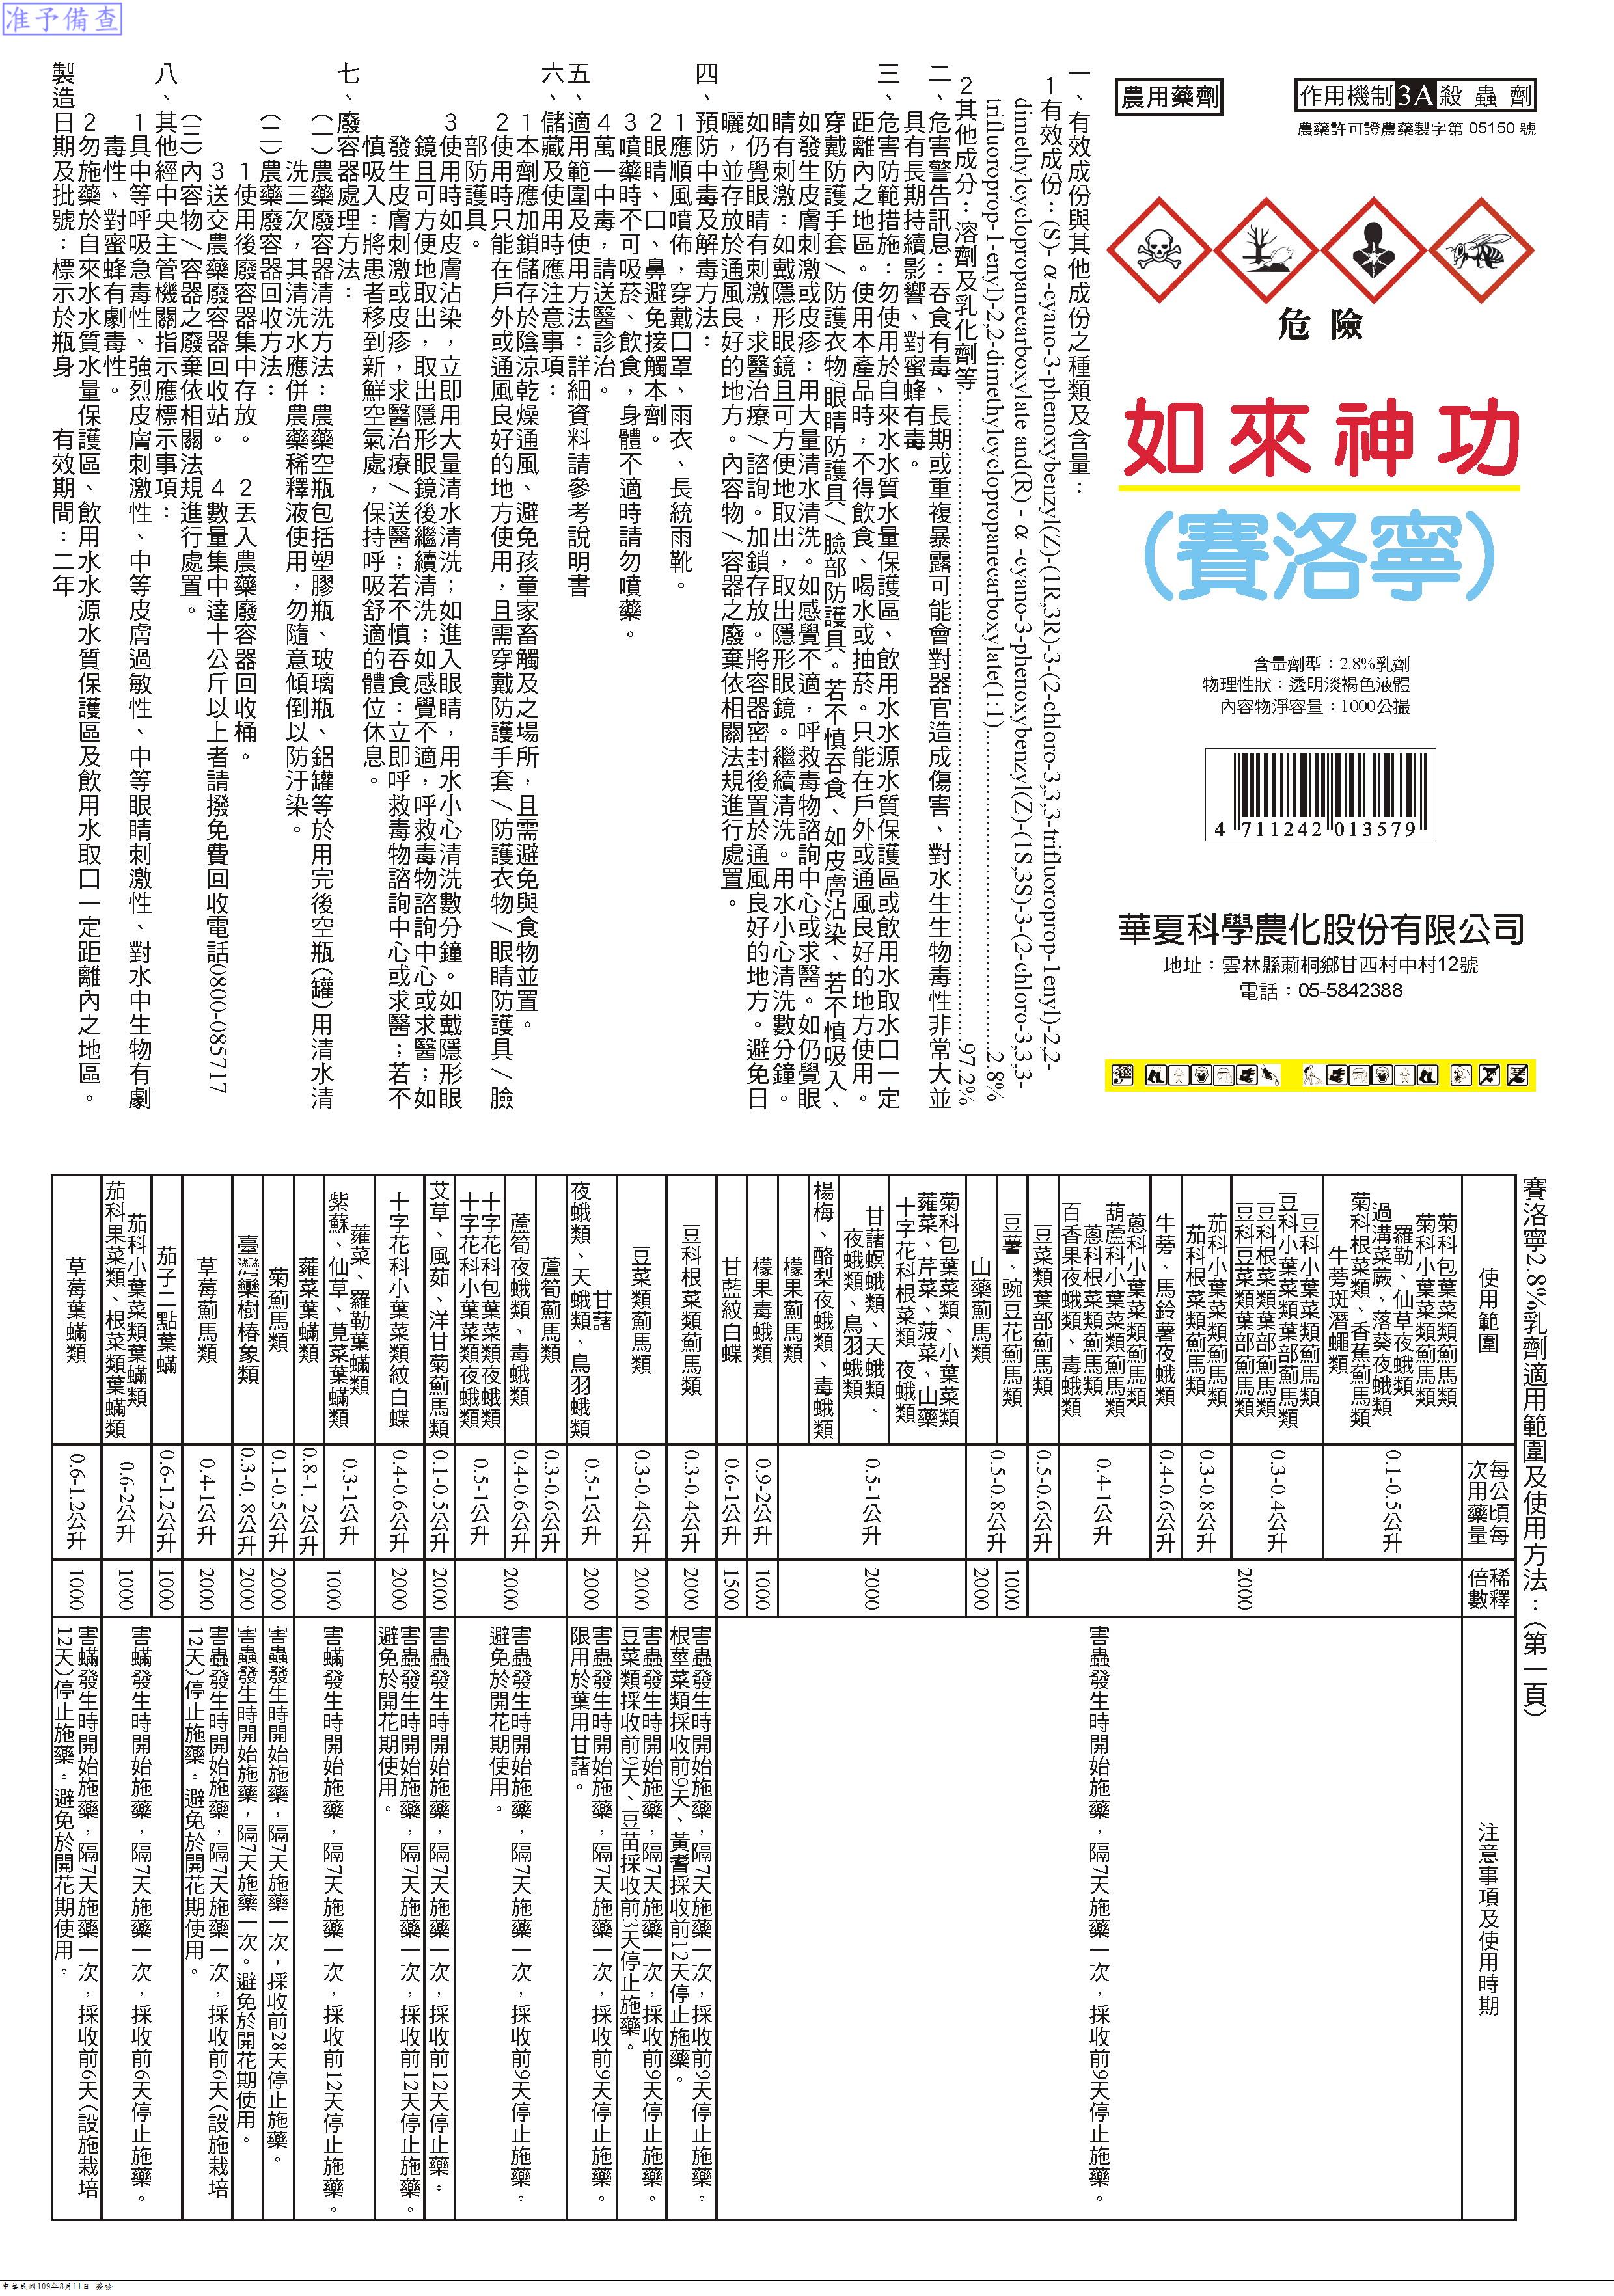 准予備查
農用藥劑
作用機制3A殺蟲劑
農藥許可證農藥製字第 05150 號
危險
如來神功
(賽洛寧)
含量劑型：2.8%乳劑
物理性狀：透明淡褐色液體
內容物淨容量：1000公撮
4 711242 013579
華夏科學農化股份有限公司
地址：雲林縣莿桐鄉甘西村中村12號
電話：05-5842388
一、有效成份與其他成份之種類及含量：
1有效成份：(S)-α-cyano-3-phenoxybenzyl(Z)-(1R,3R)-3-(2-chloro-3,3,3-trifluoroprop-1enyl)-2,2-
dimethylcyclopropanecarboxylate and(R)-α-cyano-3-phenoxybenzyl(Z)-(1S,3S)-3-(2-chloro-3,3,3-
trifluoroprop-1-enyl)-2,2-dimethylcyclopropanecarboxylate(1:1)........................2.8%
2其他成分：溶劑及乳化劑等................................................97.2%
二、危害警告訊息：吞食有毒、長期或重複暴露可能會對器官造成傷害、對水生生物毒性非常大並
具有長期持續影響、對蜜蜂有毒。
三、危害防範措施：勿使用於自來水水質水量保護區、飲用水水源水質保護區或飲用水取水口一定
距離內之地區。使用本產品時，不得飲食、喝水或抽菸。只能在戶外或通風良好的地方使用。
穿戴防護手套/防護衣物/眼睛防護具/臉部防護具。若不慎吞食、如皮膚沾染、若不慎吸入、
如發生皮膚刺激或皮疹：用大量清水清洗。如感覺不適，呼救毒物諮詢中心或求醫。如仍覺眼
睛有刺激：如戴隱形眼鏡且可方便地取出，取出隱形眼鏡。繼續清洗。用水小心清洗數分鐘。
如仍覺眼睛有刺激，求醫治療/諮詢。加鎖存放。將容器密封後置於通風良好的地方。避免日
曬，並存放於通風良好的地方。內容物/容器之廢棄依相關法規進行處置。
四、預防中毒及解毒方法：
1應順風噴佈，穿戴口罩、雨衣、長統雨靴。
2眼睛、口、鼻避免接觸本劑。
3噴藥時不可吸菸、飲食，身體不適時請勿噴藥。
4萬一中毒，請送醫診治。
五、適用範圍及使用方法：詳細資料請參考說明書
六、儲藏及使用時應注意事項：
1本劑應加鎖儲存於陰涼乾燥通風、避免孩童家畜觸及之場所，且需避免與食物並置。
2使用時只能在戶外或通風良好的地方使用，且需穿戴防護手套/防護衣物/眼睛防護具/臉
部防護具。
3使用時如皮膚沾染，立即用大量清水清洗；如進入眼睛，用水小心清洗數分鐘。如戴隱形眼
鏡且可方便地取出，取出隱形眼鏡後繼續清洗；如感覺不適，呼救毒物諮詢中心或求醫；如
發生皮膚刺激或皮疹，求醫治療/送醫；若不慎吞食：立即呼救毒物諮詢中心或求醫；若不
慎吸入：將患者移到新鮮空氣處，保持呼吸舒適的體位休息。
七、廢容器處理方法：
(一)農藥廢容器清洗方法：農藥空瓶包括塑膠瓶、玻璃瓶、鋁罐等於用完後空瓶(罐)用清水清
洗三次，其清洗水應併農藥稀釋液使用，勿隨意傾倒以防汙染。
(二)農藥廢容器回收方法：
1使用後廢容器集中存放。　2丟入農藥廢容器回收桶。
3送交農藥廢容器回收站。　4數量集中達十公斤以上者請撥免費回收電話0800-085717
(三)內容物/容器之廢棄依相關法規進行處置。
八、其他經中央主管機關指示應標示事項：
1具中等呼吸急毒性、強烈皮膚刺激性、中等皮膚過敏性、中等眼睛刺激性、對水中生物有劇
毒性、對蜜蜂有劇毒性。
2勿施藥於自來水水質水量保護區、飲用水水源水質保護區及飲用水取口一定距離內之地區。
製造日期及批號：標示於瓶身　　有效期間：二年
賽洛寧2.8%乳劑適用範圍及使用方法：(第一頁)
使用範圍
每公頃每次用藥量
稀釋倍數
注意事項及使用時期
菊科包葉菜類薊馬類
菊科小葉菜類薊馬類
羅勒、仙草夜蛾類
過溝菜蕨、落葵夜蛾類
菊科根菜類、香蕉薊馬類
牛蒡斑潛蠅類
0.1-0.5公升
2000
害蟲發生時開始施藥，隔7天施藥一次，採收前9天停止施藥。
豆科小葉菜類薊馬類
豆科小葉菜類葉部薊馬類
豆科根菜類葉部薊馬類
豆科豆菜類葉部薊馬類
0.3-0.4公升
茄科小葉菜類薊馬類
茄科根菜類薊馬類
0.3-0.8公升
牛蒡、馬鈴薯夜蛾類
0.4-0.6公升
蔥科小葉菜類薊馬類
葫蘆科小葉菜類薊馬類
蔥科根菜類薊馬類
百香果夜蛾類、毒蛾類
0.4-1公升
豆菜類葉部薊馬類
0.5-0.6公升
豆薯、豌豆花薊馬類
0.5-0.8公升
1000
山藥薊馬類
2000
菊科包葉菜類、小葉菜類
蕹菜、芹菜、菠菜、山藥
十字花科根菜類 夜蛾類
0.5-1公升
2000
甘藷螟蛾類、天蛾類、
夜蛾類、鳥羽蛾類
楊梅、酪梨夜蛾類、毒蛾類
檬果薊馬類
檬果毒蛾類
0.9-2公升
1000
甘藍紋白蝶
0.6-1公升
1500
豆科根菜類薊馬類
0.3-0.4公升
2000
害蟲發生時開始施藥，隔7天施藥一次，採收前9天停止施藥。
根莖菜類採收前9天、黃耆採收前12天停止施藥。
豆菜類薊馬類
0.3-0.4公升
2000
害蟲發生時開始施藥，隔7天施藥一次，採收前9天停止施藥。
豆菜類採收前9天、豆苗採收前3天停止施藥。
甘藷
夜蛾類、天蛾類、鳥羽蛾類
0.5-1公升
2000
害蟲發生時開始施藥，隔7天施藥一次，採收前9天停止施藥。
限用於葉用甘藷。
蘆筍薊馬類
0.3-0.6公升
2000
害蟲發生時開始施藥，隔7天施藥一次，採收前9天停止施藥。
避免於開花期使用。
蘆筍夜蛾類、毒蛾類
0.4-0.6公升
十字花科包葉菜類夜蛾類
十字花科小葉菜類夜蛾類
0.5-1公升
艾草、風茹、洋甘菊薊馬類
0.1-0.5公升
2000
害蟲發生時開始施藥，隔7天施藥一次，採收前12天停止藥。
十字花科小葉菜類紋白蝶
0.4-0.6公升
2000
害蟲發生時開始施藥，隔7天施藥一次，採收前12天停止施藥。
避免於開花期使用。
蕹菜、羅勒葉蟎類
紫蘇、仙草、莧菜葉蟎類
0.3-1公升
1000
害蟎發生時開始施藥，隔7天施藥一次，採收前12天停止施藥。
蕹菜葉蟎類
0.8-1.2公升
菊薊馬類
0.1-0.5公升
2000
害蟲發生時開始施藥，隔7天施藥一次，採收前28天停止施藥。
臺灣欒樹椿象類
0.3-0.8公升
2000
害蟲發生時開始施藥，隔7天施藥一次。避免於開花期使用。
草莓薊馬類
0.4-1公升
2000
害蟲發生時開始施藥，隔7天施藥一次，採收前6天(設施栽培
12天)停止施藥。避免於開花期使用。
茄子二點葉蟎
0.6-1.2公升
1000
害蟎發生時開始施藥，隔7天施藥一次，採收前6天停止施藥。
茄科小葉菜類葉蟎類
茄科果菜類、根菜類葉蟎類
0.6-2公升
1000
草莓葉蟎類
0.6-1.2公升
1000
害蟎發生時開始施藥，隔7天施藥一次，採收前6天(設施栽培
12天)停止施藥。避免於開花期使用。
中華民國109年8月11日 簽發